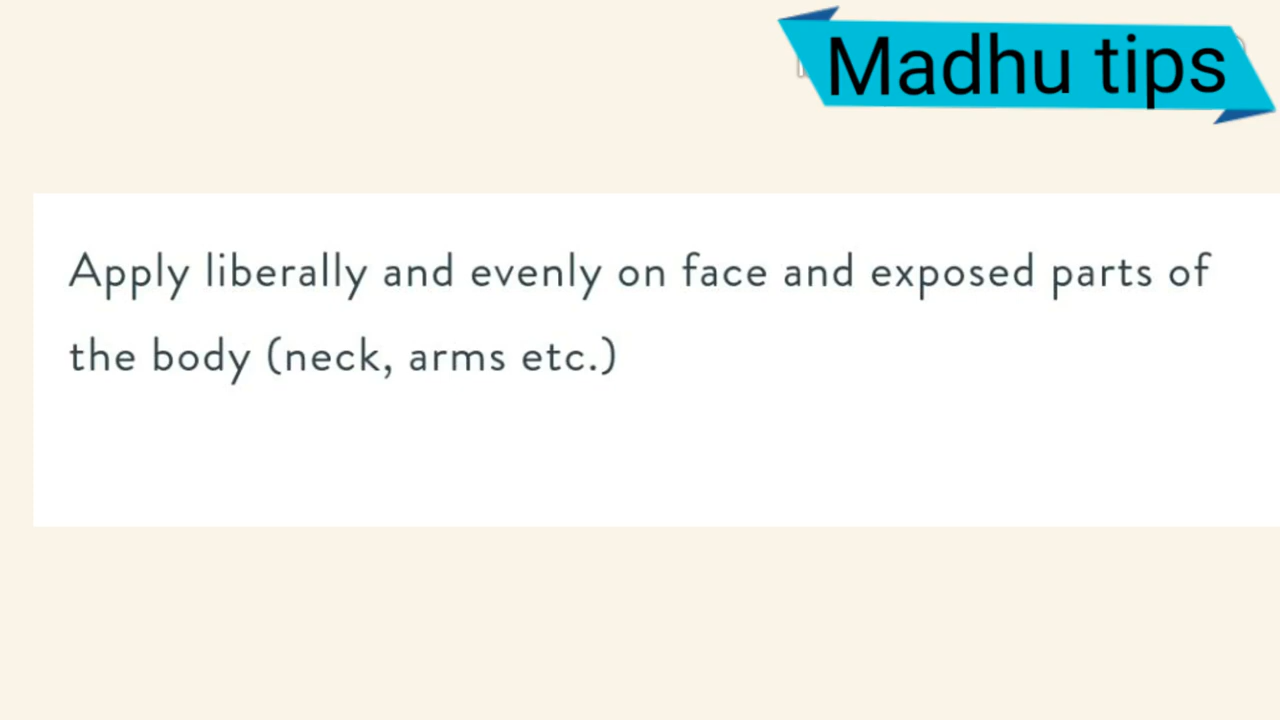 Madhu tips
Apply liberally and evenly on face and exposed parts of
the body (neck, arms etc.)